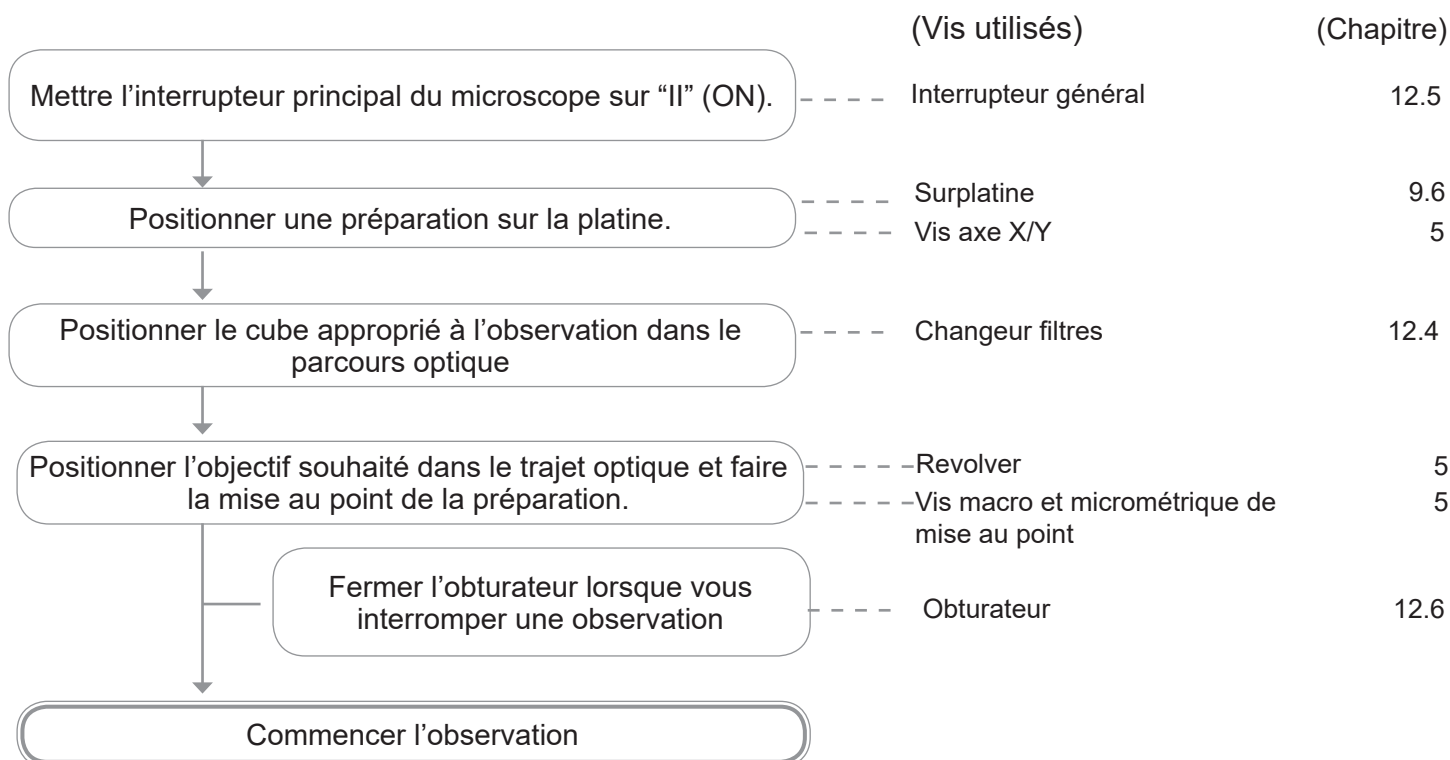 (Vis utilisés) (Chapitre)
Mettre l’interrupteur principal du microscope sur “II” (ON).
Interrupteur général 12.5
Positionner une préparation sur la platine.
Surplatine 9.6
Vis axe X/Y 5
Positionner le cube approprié à l’observation dans le
parcours optique
Changeur filtres 12.4
Positionner l’objectif souhaité dans le trajet optique et faire
la mise au point de la préparation.
Revolver 5
Vis macro et micrométrique de 5
mise au point
Fermer l’obturateur lorsque vous
interromper une observation
Obturateur 12.6
Commencer l’observation